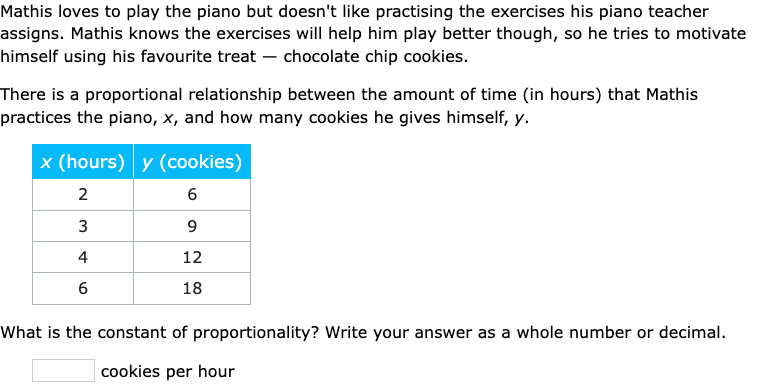 Mathis loves to play the piano but doesn't like practising the exercises his piano teacher
assigns. Mathis knows the exercises will help him play better though, so he tries to motivate
himself using his favourite treat — chocolate chip cookies.
There is a proportional relationship between the amount of time (in hours) that Mathis
practices the piano, x, and how many cookies he gives himself, y.
x (hours) y (cookies)
2 6
3 9
4 12
6 18
What is the constant of proportionality? Write your answer as a whole number or decimal.
cookies per hour